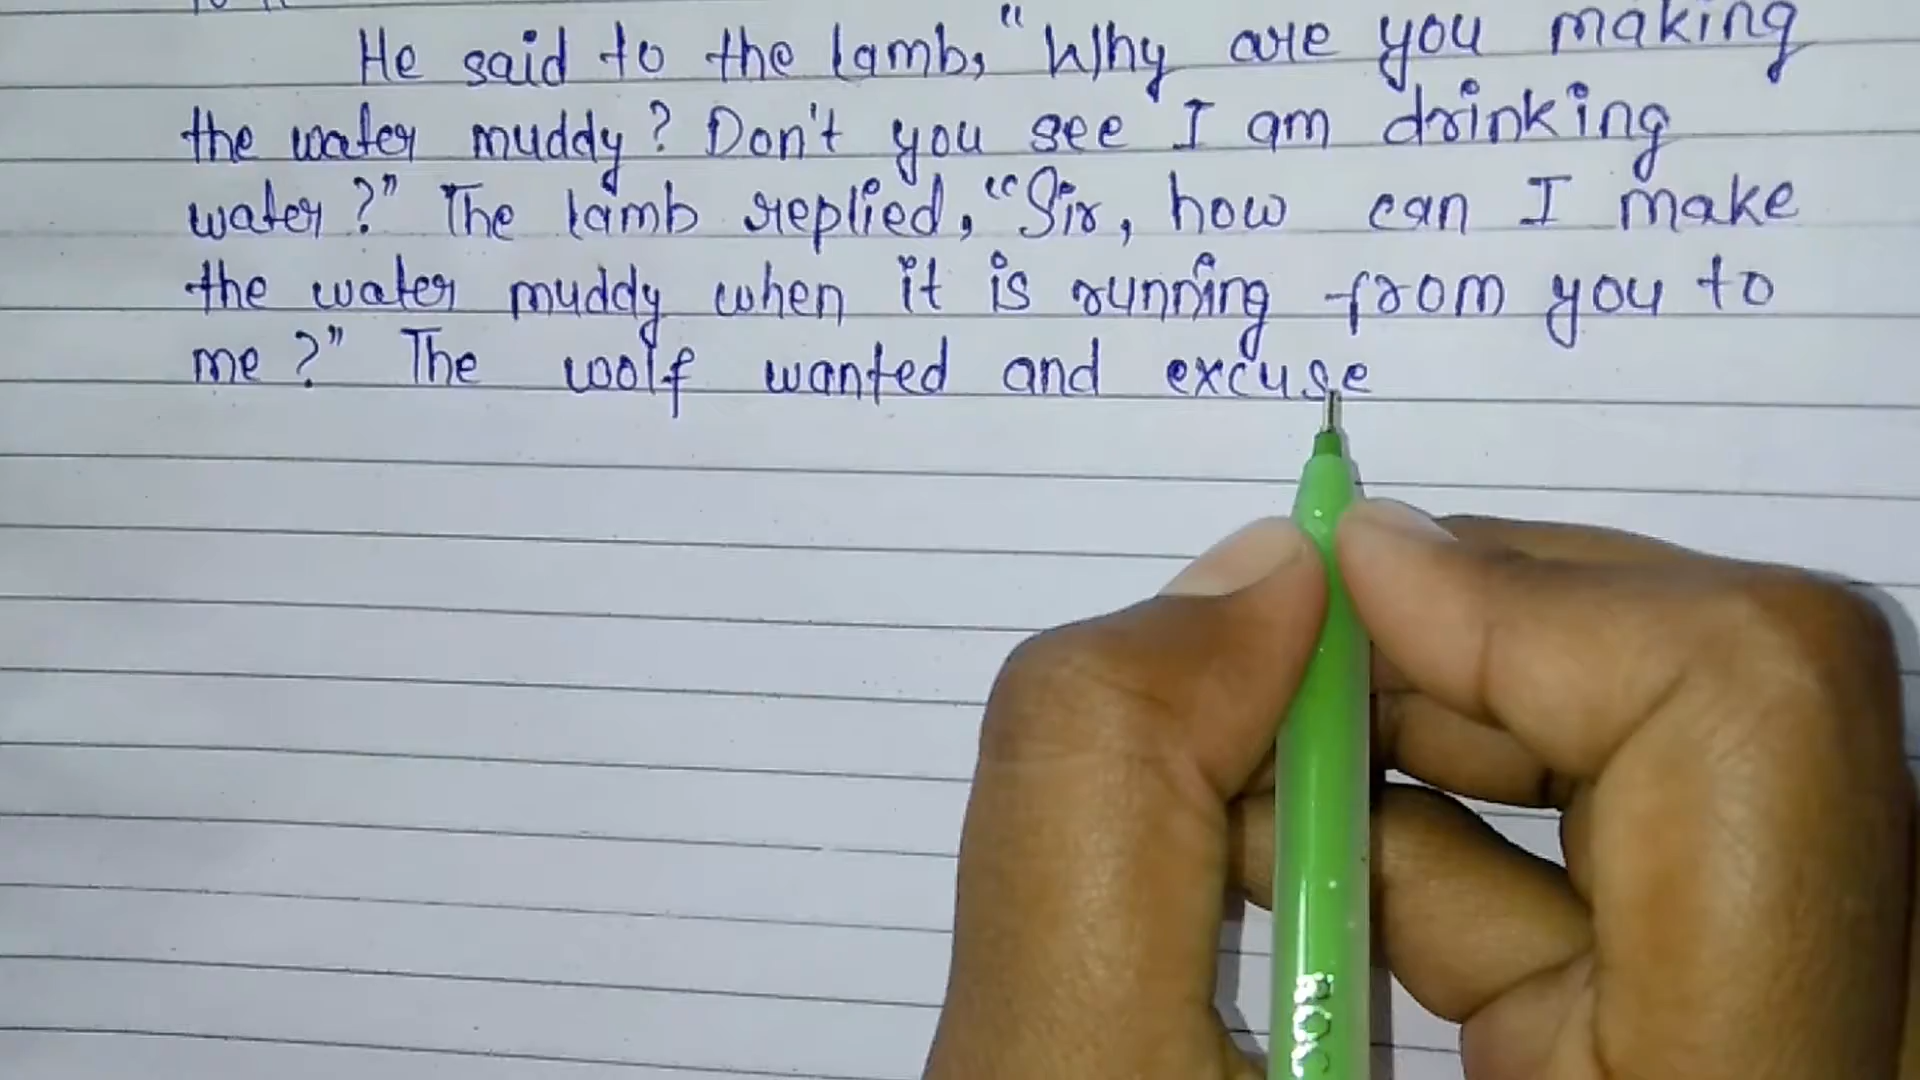 He said to the lamb, "Why are you making
the water muddy? Don't you see I am drinking
water?" The lamb replied, "Sir, how can I make
the water muddy when it is running from you to
me?" The woolf wanted and excuse